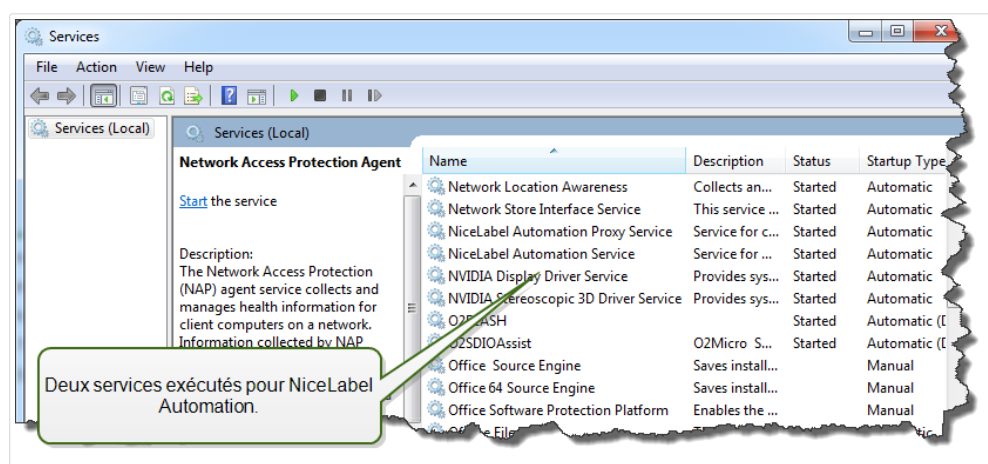 Services
File Action View Help
Services (Local)
Services (Local)
Network Access Protection Agent
Start the service
Description:
The Network Access Protection
(NAP) agent service collects and
manages health information for
client computers on a network.
Information collected by NAP
Name Description Status Startup Type
Network Location Awareness Collects an... Started Automatic
Network Store Interface Service This service ... Started Automatic
NiceLabel Automation Proxy Service Service for c... Started Automatic
NiceLabel Automation Service Service for ... Started Automatic
NVIDIA Display Driver Service Provides sys... Started Automatic
NVIDIA Stereoscopic 3D Driver Service Provides sys... Started Automatic
O2FLASH Started Automatic (D
O2SDIOAssist O2Micro S... Started Automatic (D
Office Source Engine Saves install... Manual
Office 64 Source Engine Saves install... Manual
Office Software Protection Platform Enables the ... Manual
Deux services exécutés pour NiceLabel
Automation.